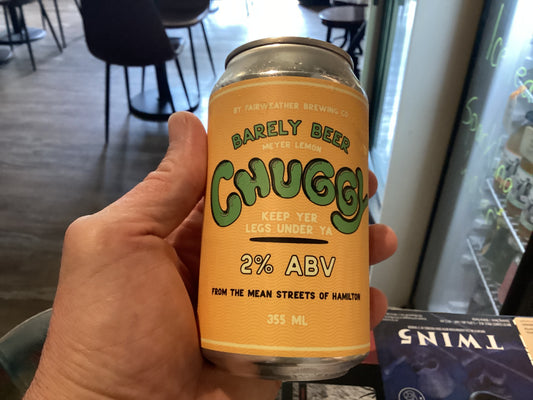 BY FAIRWEATHER BREWING CO.
BARELY BEER
MEYER LEMON
CHUGGY
KEEP YER
LEGS UNDER YA
2% ABV
FROM THE MEAN STREETS OF HAMILTON
355 ML
TWINS